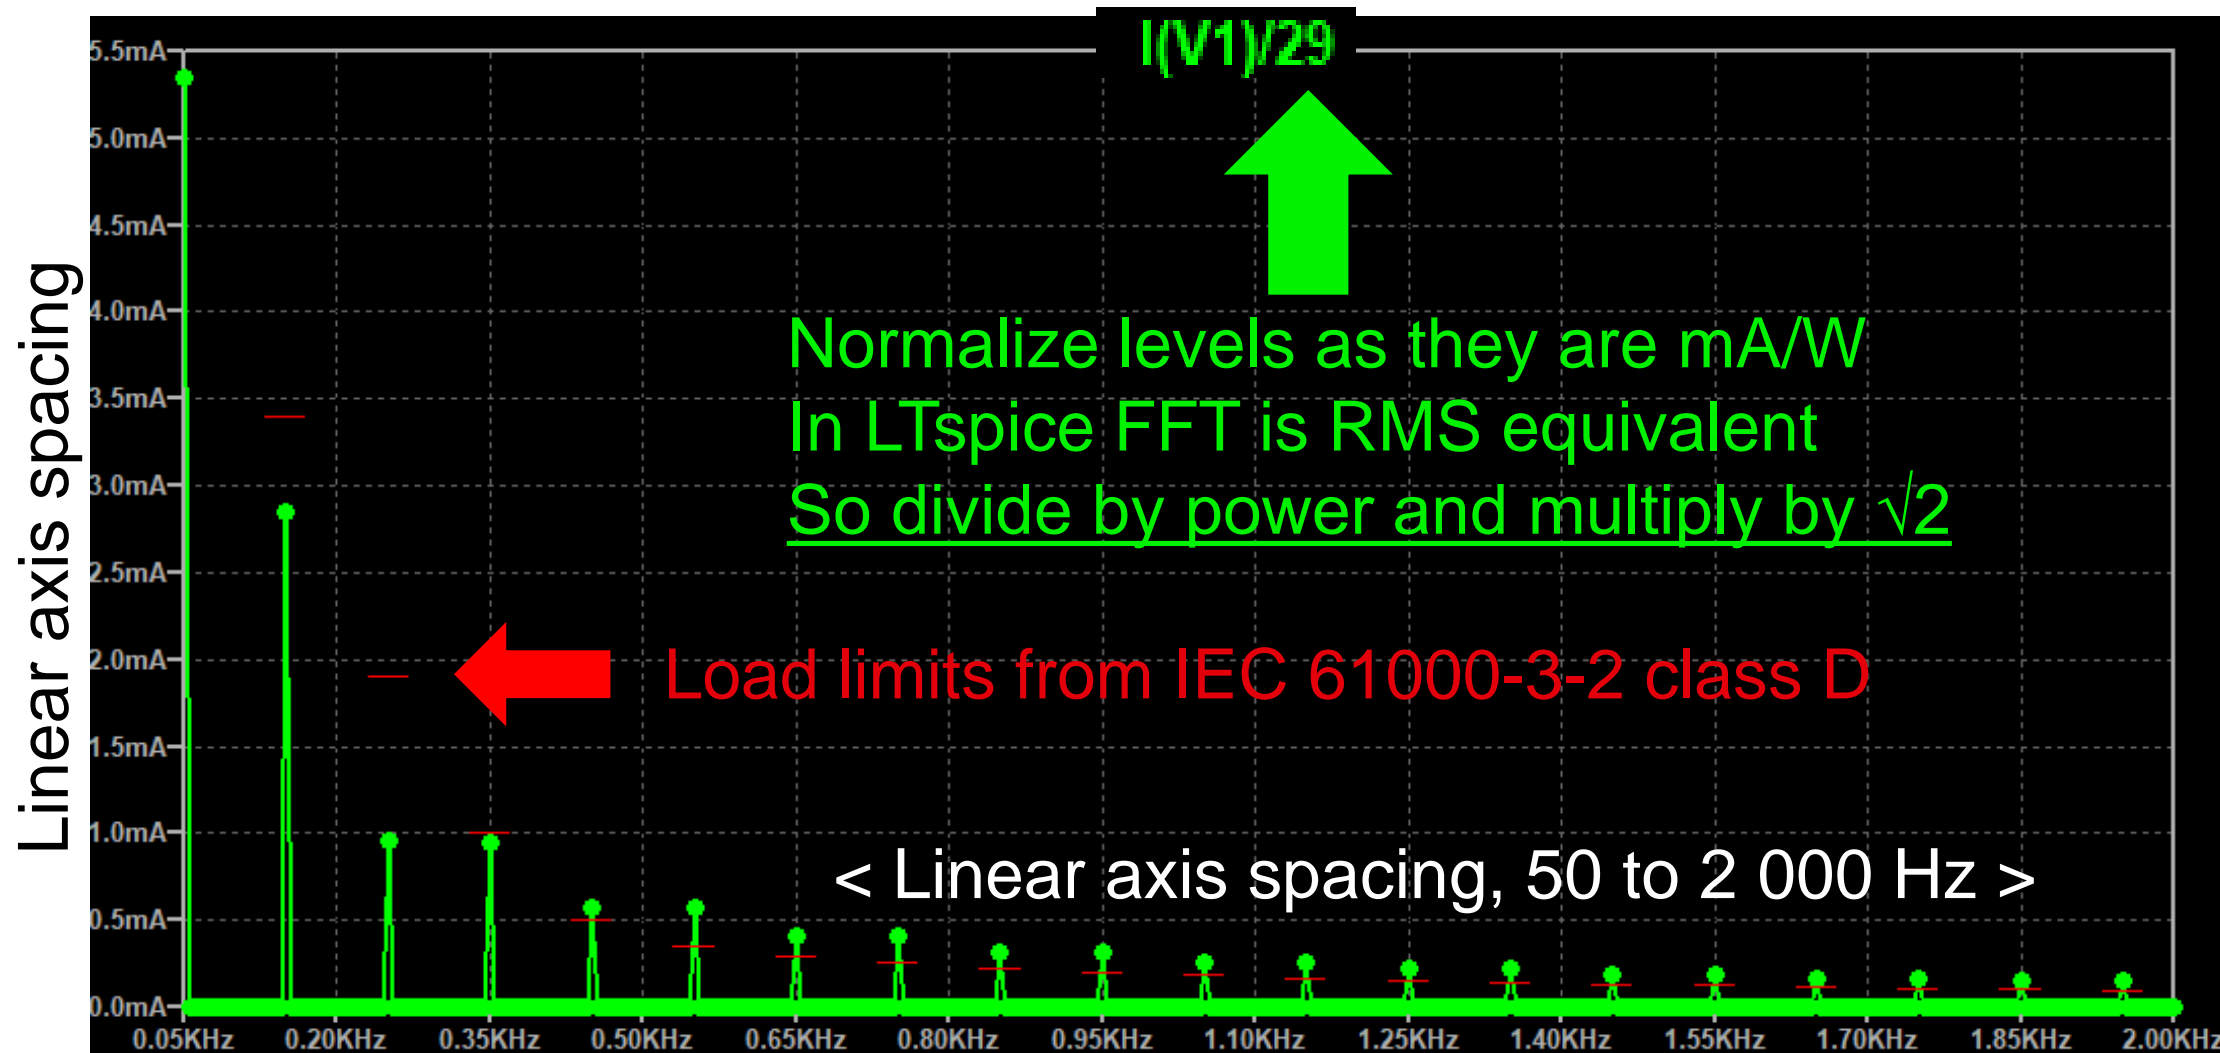 I(V1)/29
5.5mA
5.0mA
4.5mA
4.0mA
3.5mA
3.0mA
2.5mA
2.0mA
1.5mA
1.0mA
0.5mA
0.0mA
Linear axis spacing
Normalize levels as they are mA/W
In LTspice FFT is RMS equivalent
So divide by power and multiply by √2
Load limits from IEC 61000-3-2 class D
< Linear axis spacing, 50 to 2 000 Hz >
0.05KHz 0.20KHz 0.35KHz 0.50KHz 0.65KHz 0.80KHz 0.95KHz 1.10KHz 1.25KHz 1.40KHz 1.55KHz 1.70KHz 1.85KHz 2.00KHz